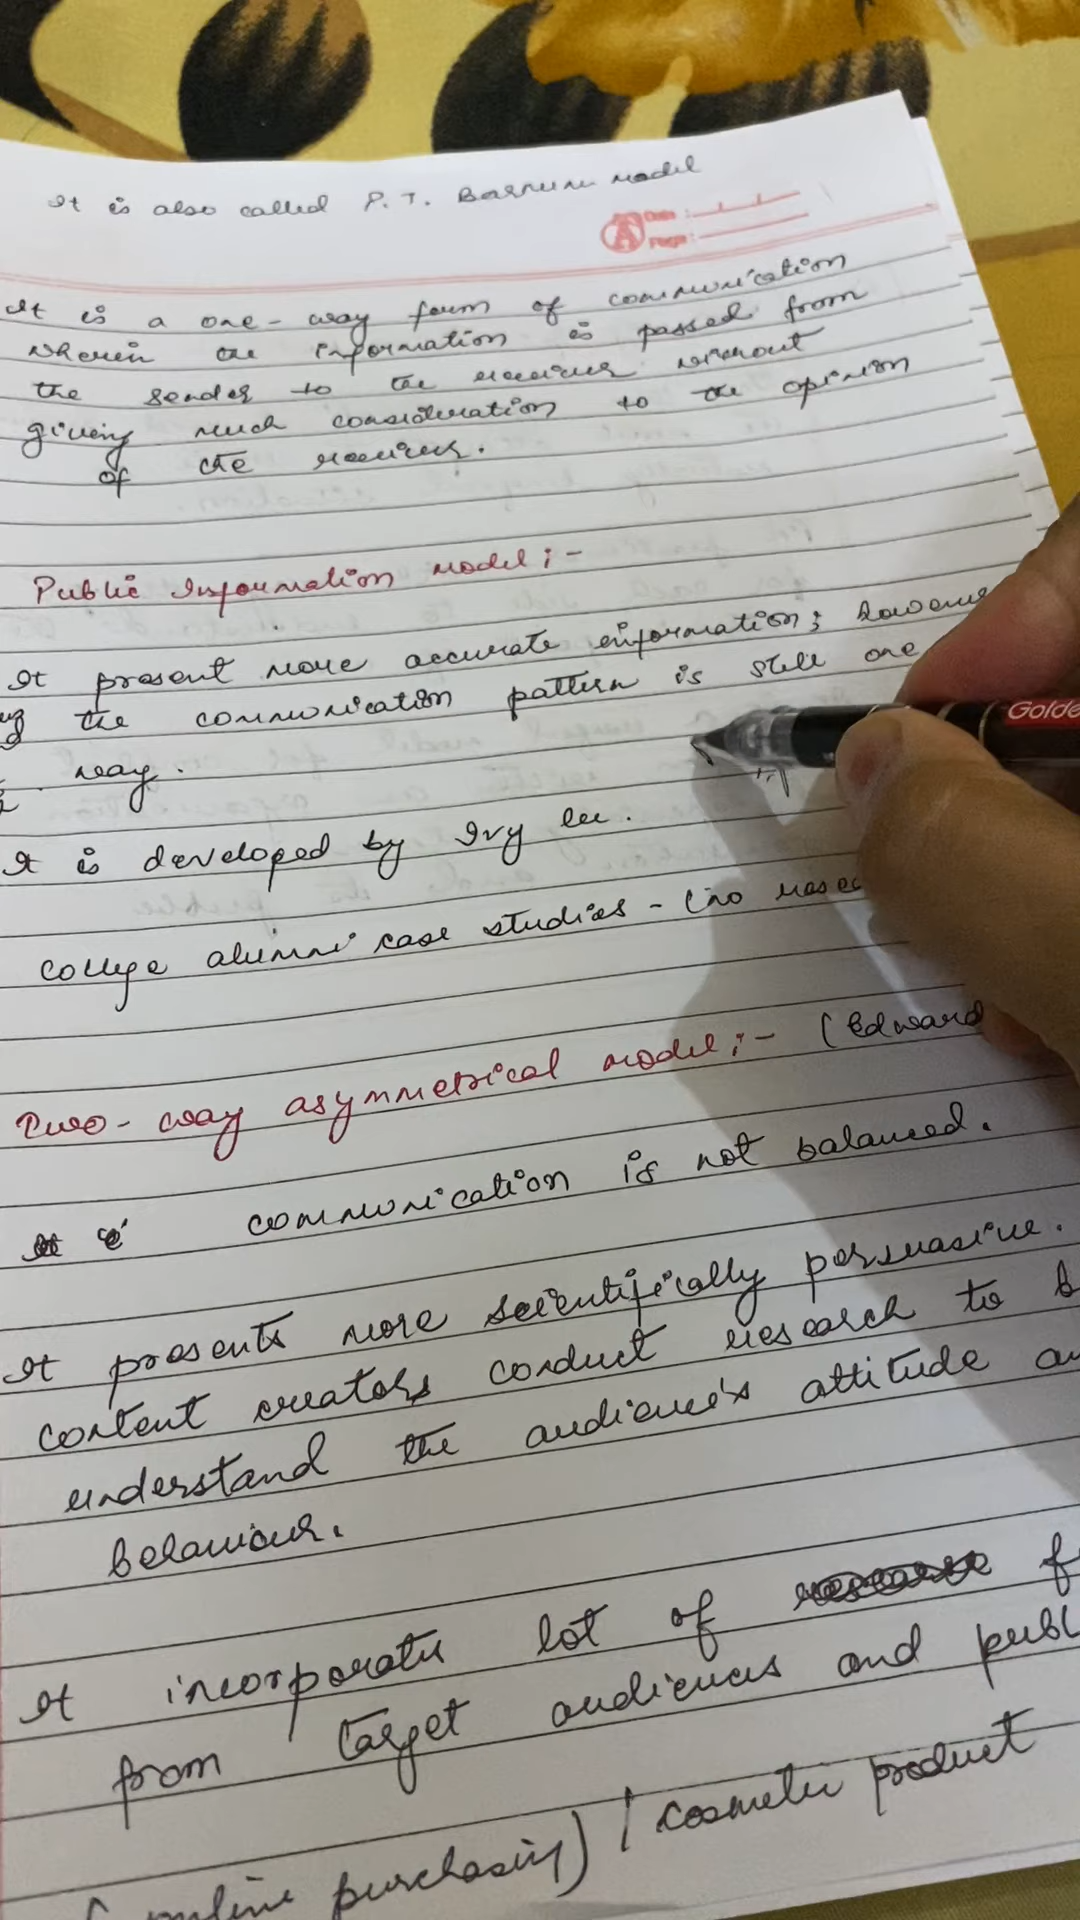 It is also called P. T. Barnum model
Date :
Page :
It is a one-way form of communication
wherein the information is passed from
the sender to the receiver without
giving much consideration to the opinion
of the receiver.
Public Information model :-
It present more accurate information; however
the communication pattern is still one
way.
It is developed by Ivy lee.
college alumni case studies - (no
Two-way asymmetrical model :- (Edward
communication is not balanced.
It presents more scientifically persuasive.
content creators conduct research to
understand the audience's attitude
behaviour.
It incorporate lot of
from target audiences and
online purchasing) / cosmetic product
Golde